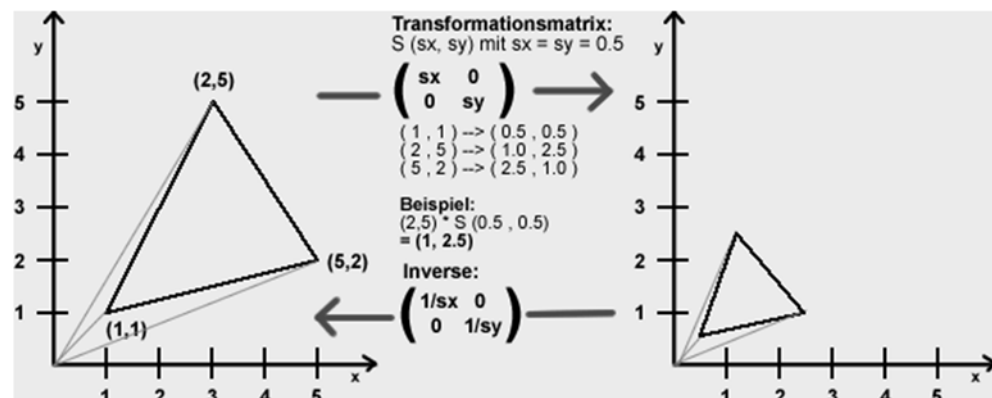 Transformationsmatrix:
S (sx, sy) mit sx = sy = 0.5
y
(2,5)
5
4
3
2
1
(5,2)
(1,1)
x
1 2 3 4 5
sx 0
0 sy
( 1 , 1 ) --> ( 0.5 , 0.5 )
( 2 , 5 ) --> ( 1.0 , 2.5 )
( 5 , 2 ) --> ( 2.5 , 1.0 )
Beispiel:
(2,5) * S (0.5 , 0.5)
= (1, 2.5)
Inverse:
1/sx 0
0 1/sy
y
5
4
3
2
1
x
1 2 3 4 5